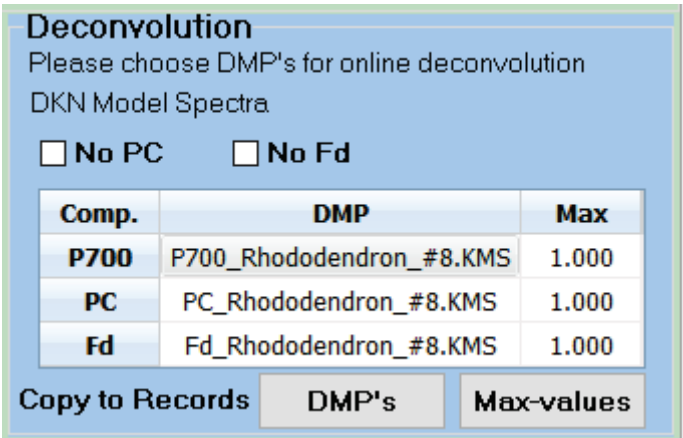 Deconvolution
Please choose DMP's for online deconvolution
DKN Model Spectra
No PC No Fd
Comp. DMP Max
P700 P700_Rhododendron_#8.KMS 1.000
PC PC_Rhododendron_#8.KMS 1.000
Fd Fd_Rhododendron_#8.KMS 1.000
Copy to Records DMP's Max-values